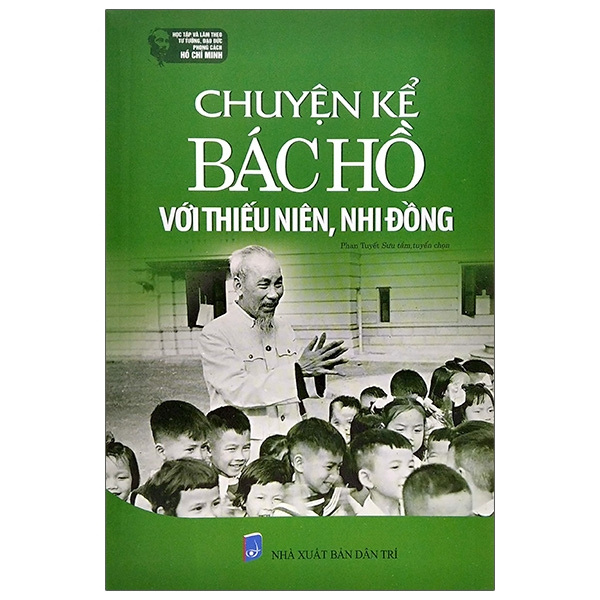 HỌC TẬP VÀ LÀM THEO
TƯ TƯỞNG, ĐẠO ĐỨC
PHONG CÁCH
HỒ CHÍ MINH
CHUYỆN KỂ
BÁC HỒ
VỚI THIẾU NIÊN, NHI ĐỒNG
Phan Tuyết Sưu tầm, tuyển chọn
NHÀ XUẤT BẢN DÂN TRÍ